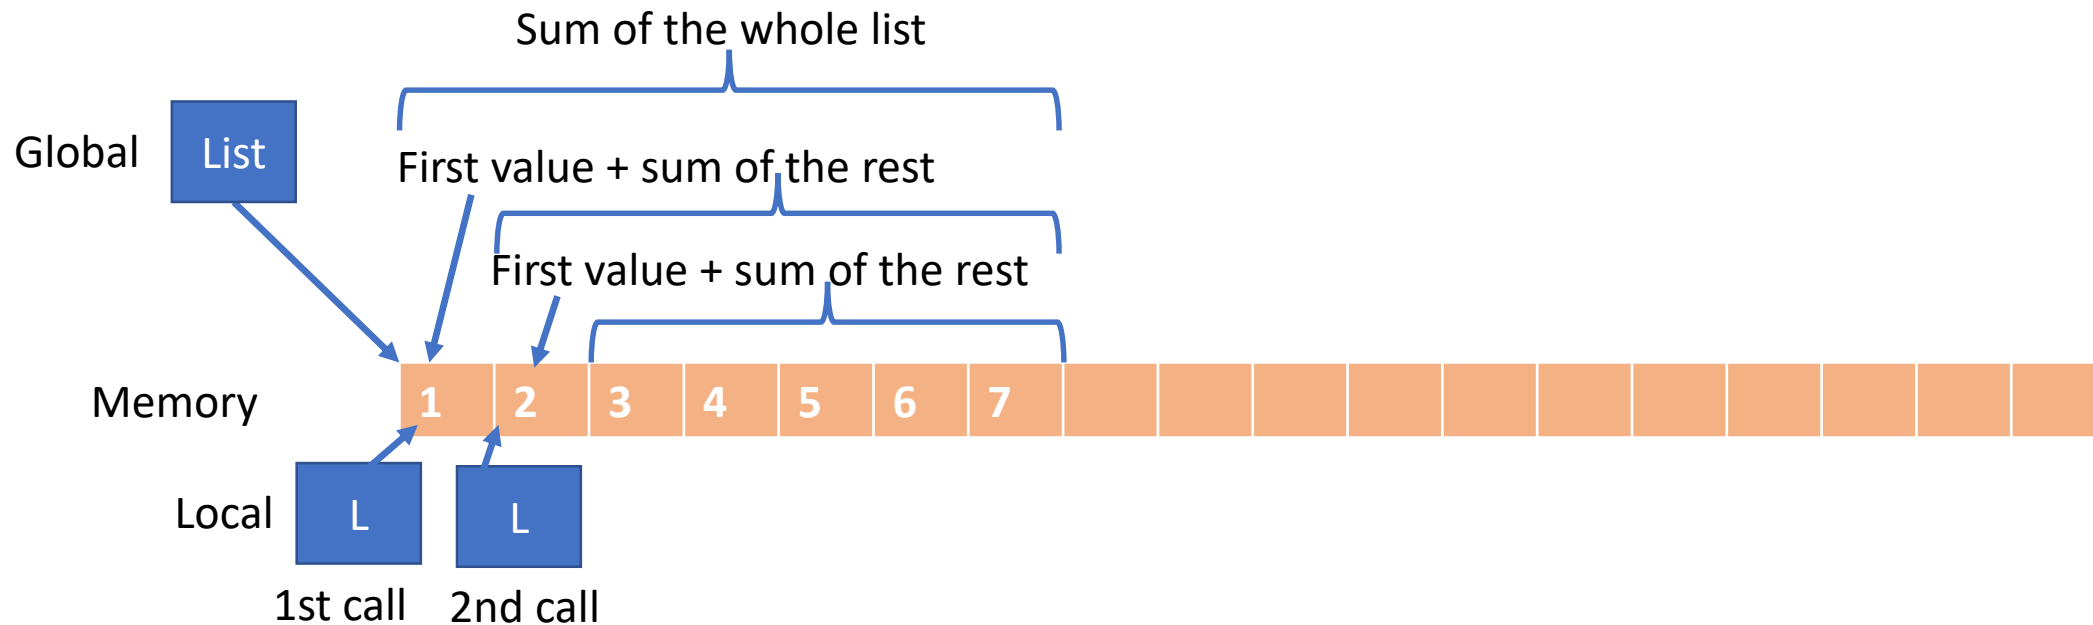 Sum of the whole list
Global
List
First value + sum of the rest
First value + sum of the rest
Memory
1 2 3 4 5 6 7
Local
L
L
1st call
2nd call